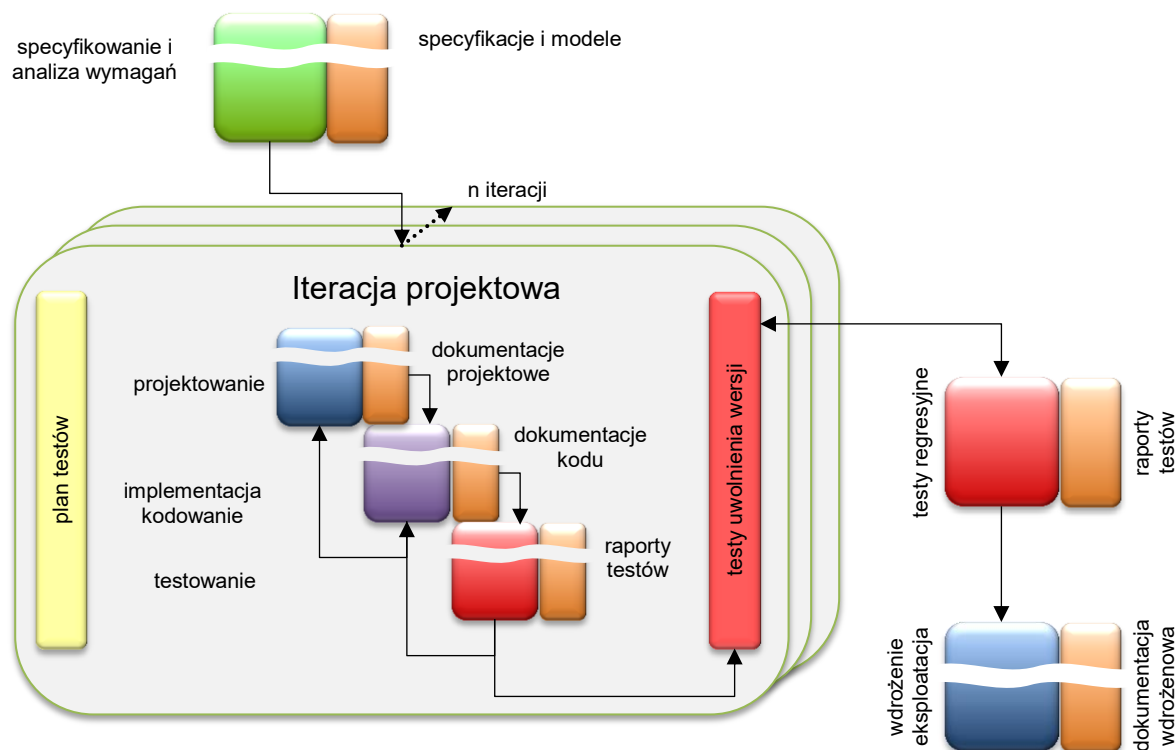 specyfikowanie i
analiza wymagań
specyfikacje i modele
n iteracji
Iteracja projektowa
plan testów
projektowanie
dokumentacje
projektowe
implementacja
kodowanie
dokumentacje
kodu
testowanie
raporty
testów
testy uwolnienia wersji
testy regresyjne
raporty
testów
wdrożenie
eksploatacja
dokumentacja
wdrożenowa